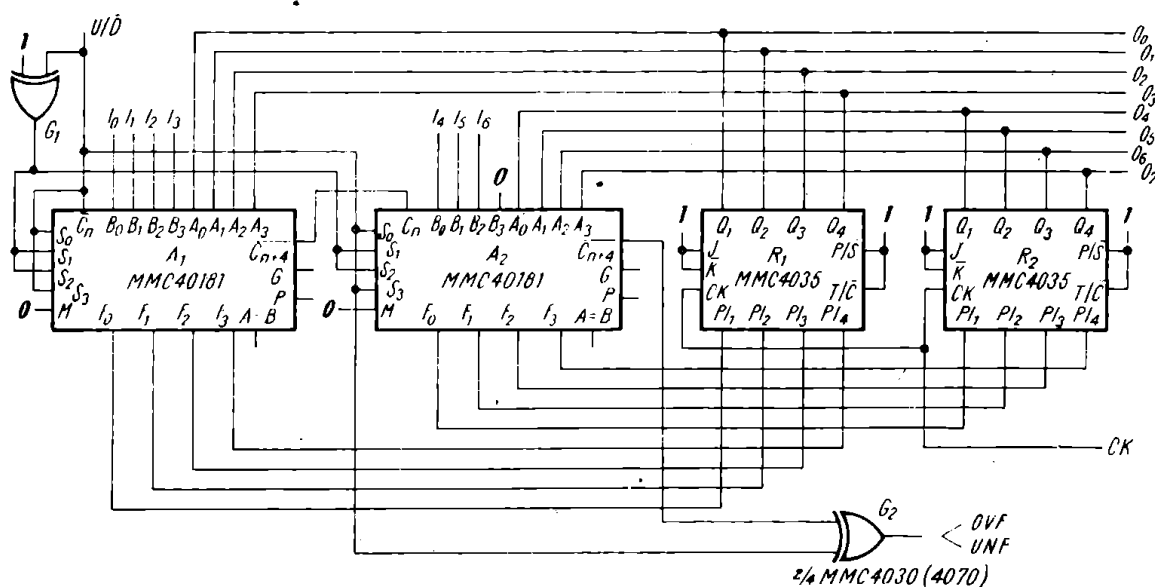 1
U/D̅
G₁
I₀ I₁ I₂ I₃
I₄ I₅ I₆
0
O₀
O₁
O₂
O₃
O₄
O₅
O₆
O₇
Cn B₀ B₁ B₂ B₃ A₀ A₁ A₂ A₃
S₀
S₁
S₂
S₃
0 M
A₁
MMC40181
Cn+4
G
P
F₀ F₁ F₂ F₃ A=B
Cn B₀ B₁ B₂ B₃ A₀ A₁ A₂ A₃
S₀
S₁
S₂
S₃
0 M
A₂
MMC40181
Cn+4
G
P
F₀ F₁ F₂ F₃ A=B
1
Q₁ Q₂ Q₃ Q₄
1
J
K̅
CK
R₁
MMC4035
P/S̅
T/C̅
PI₁ PI₂ PI₃ PI₄
1
Q₁ Q₂ Q₃ Q₄
1
J
K̅
CK
R₂
MMC4035
P/S̅
T/C̅
PI₁ PI₂ PI₃ PI₄
CK
G₂
OVF
UNF
2/4 MMC4030 (4070)